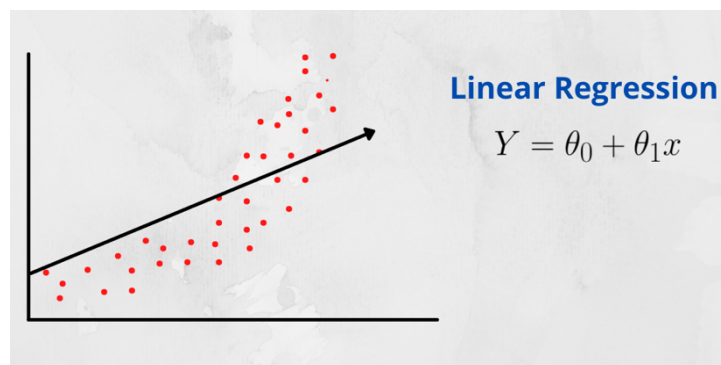 Linear Regression
Y = θ₀ + θ₁x